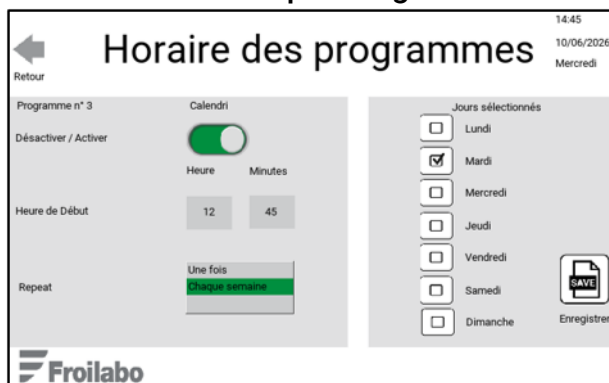 14:45
Horaire des programmes
10/06/2026
Mercredi
Retour
Programme n° 3
Calendri
Désactiver / Activer
Heure
Minutes
Heure de Début
12
45
Repeat
Une fois
Chaque semaine
Jours sélectionnés
Lundi
Mardi
Mercredi
Jeudi
Vendredi
Samedi
Dimanche
SAVE
Enregistrer
Froilabo